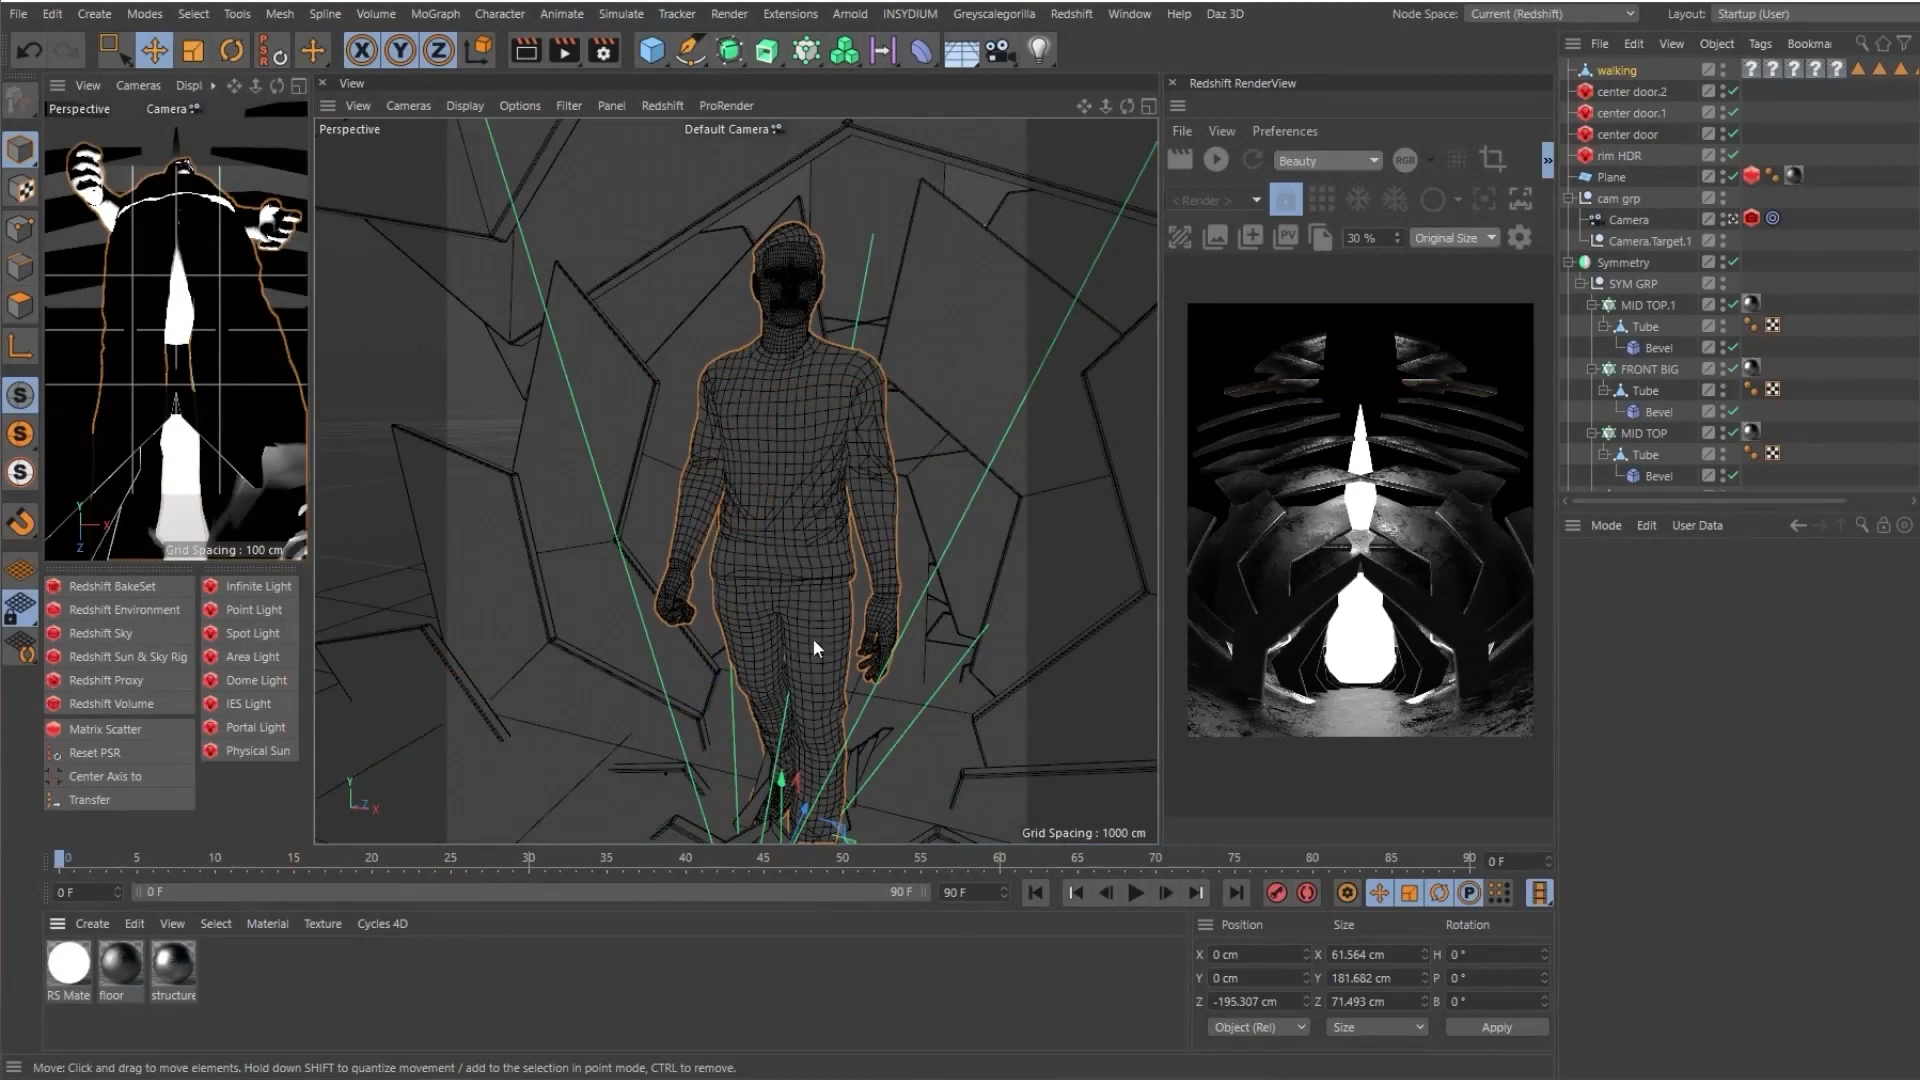 File Edit Create Modes Select Tools Mesh Spline Volume MoGraph Character Animate Simulate Tracker Render Extensions Arnold INSYDIUM Greyscalegorilla Redshift Window Help Daz 3D Node Space: Current (Redshift) Layout: Startup (User)
PSR X Y Z
View Cameras Displ
Perspective Camera
Grid Spacing : 100 cm
Y X Z
S
S
S
Redshift BakeSet
Redshift Environment
Redshift Sky
Redshift Sun & Sky Rig
Redshift Proxy
Redshift Volume
Matrix Scatter
Reset PSR
Center Axis to
Transfer
Infinite Light
Point Light
Spot Light
Area Light
Dome Light
IES Light
Portal Light
Physical Sun
View
View Cameras Display Options Filter Panel Redshift ProRender
Perspective Default Camera
Y Z X
Grid Spacing : 1000 cm
Redshift RenderView
File View Preferences
Beauty RGB
< Render >
PV 30 % Original Size
File Edit View Object Tags Bookma
walking ? ? ? ? ?
center door.2
center door.1
center door
rim HDR
Plane
cam grp
Camera
Camera.Target.1
Symmetry
SYM GRP
MID TOP.1
Tube
Bevel
FRONT BIG
Tube
Bevel
MID TOP
Tube
Bevel
Mode Edit User Data
0 5 10 15 20 25 30 35 40 45 50 55 60 65 70 75 80 85 90 0 F
0 F 0 F 90 F 90 F P
Create Edit View Select Material Texture Cycles 4D
RS Mate floor structure
Position Size Rotation
X 0 cm X 61.564 cm H 0 °
Y 0 cm Y 181.682 cm P 0 °
Z -195.307 cm Z 71.493 cm B 0 °
Object (Rel) Size Apply
Move: Click and drag to move elements. Hold down SHIFT to quantize movement / add to the selection in point mode, CTRL to remove.